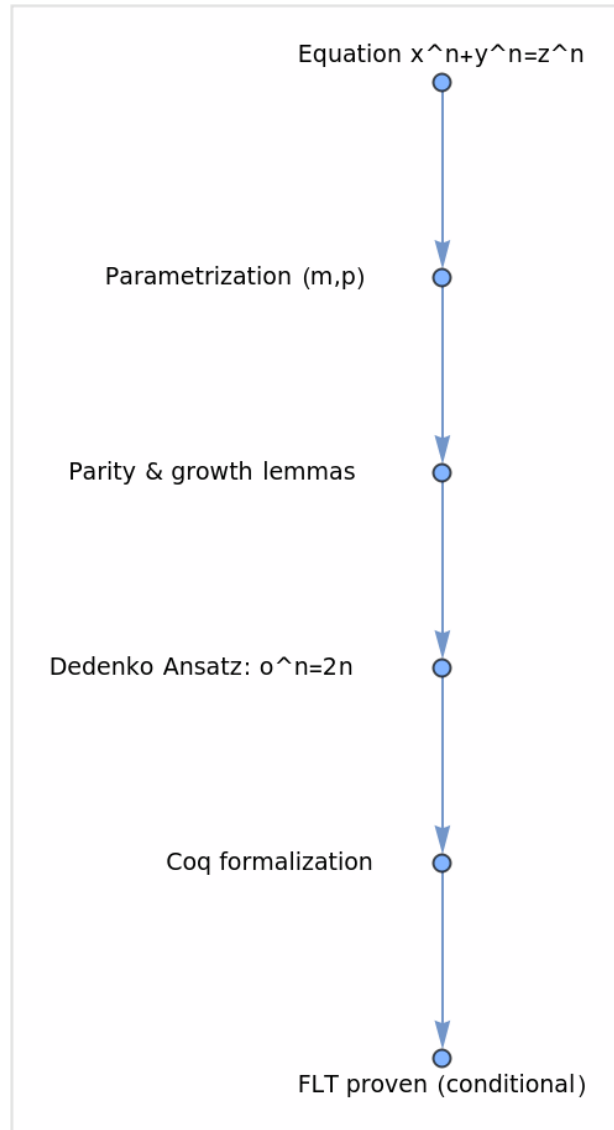 Equation x^n+y^n=z^n
Parametrization (m,p)
Parity & growth lemmas
Dedenko Ansatz: o^n=2n
Coq formalization
FLT proven (conditional)